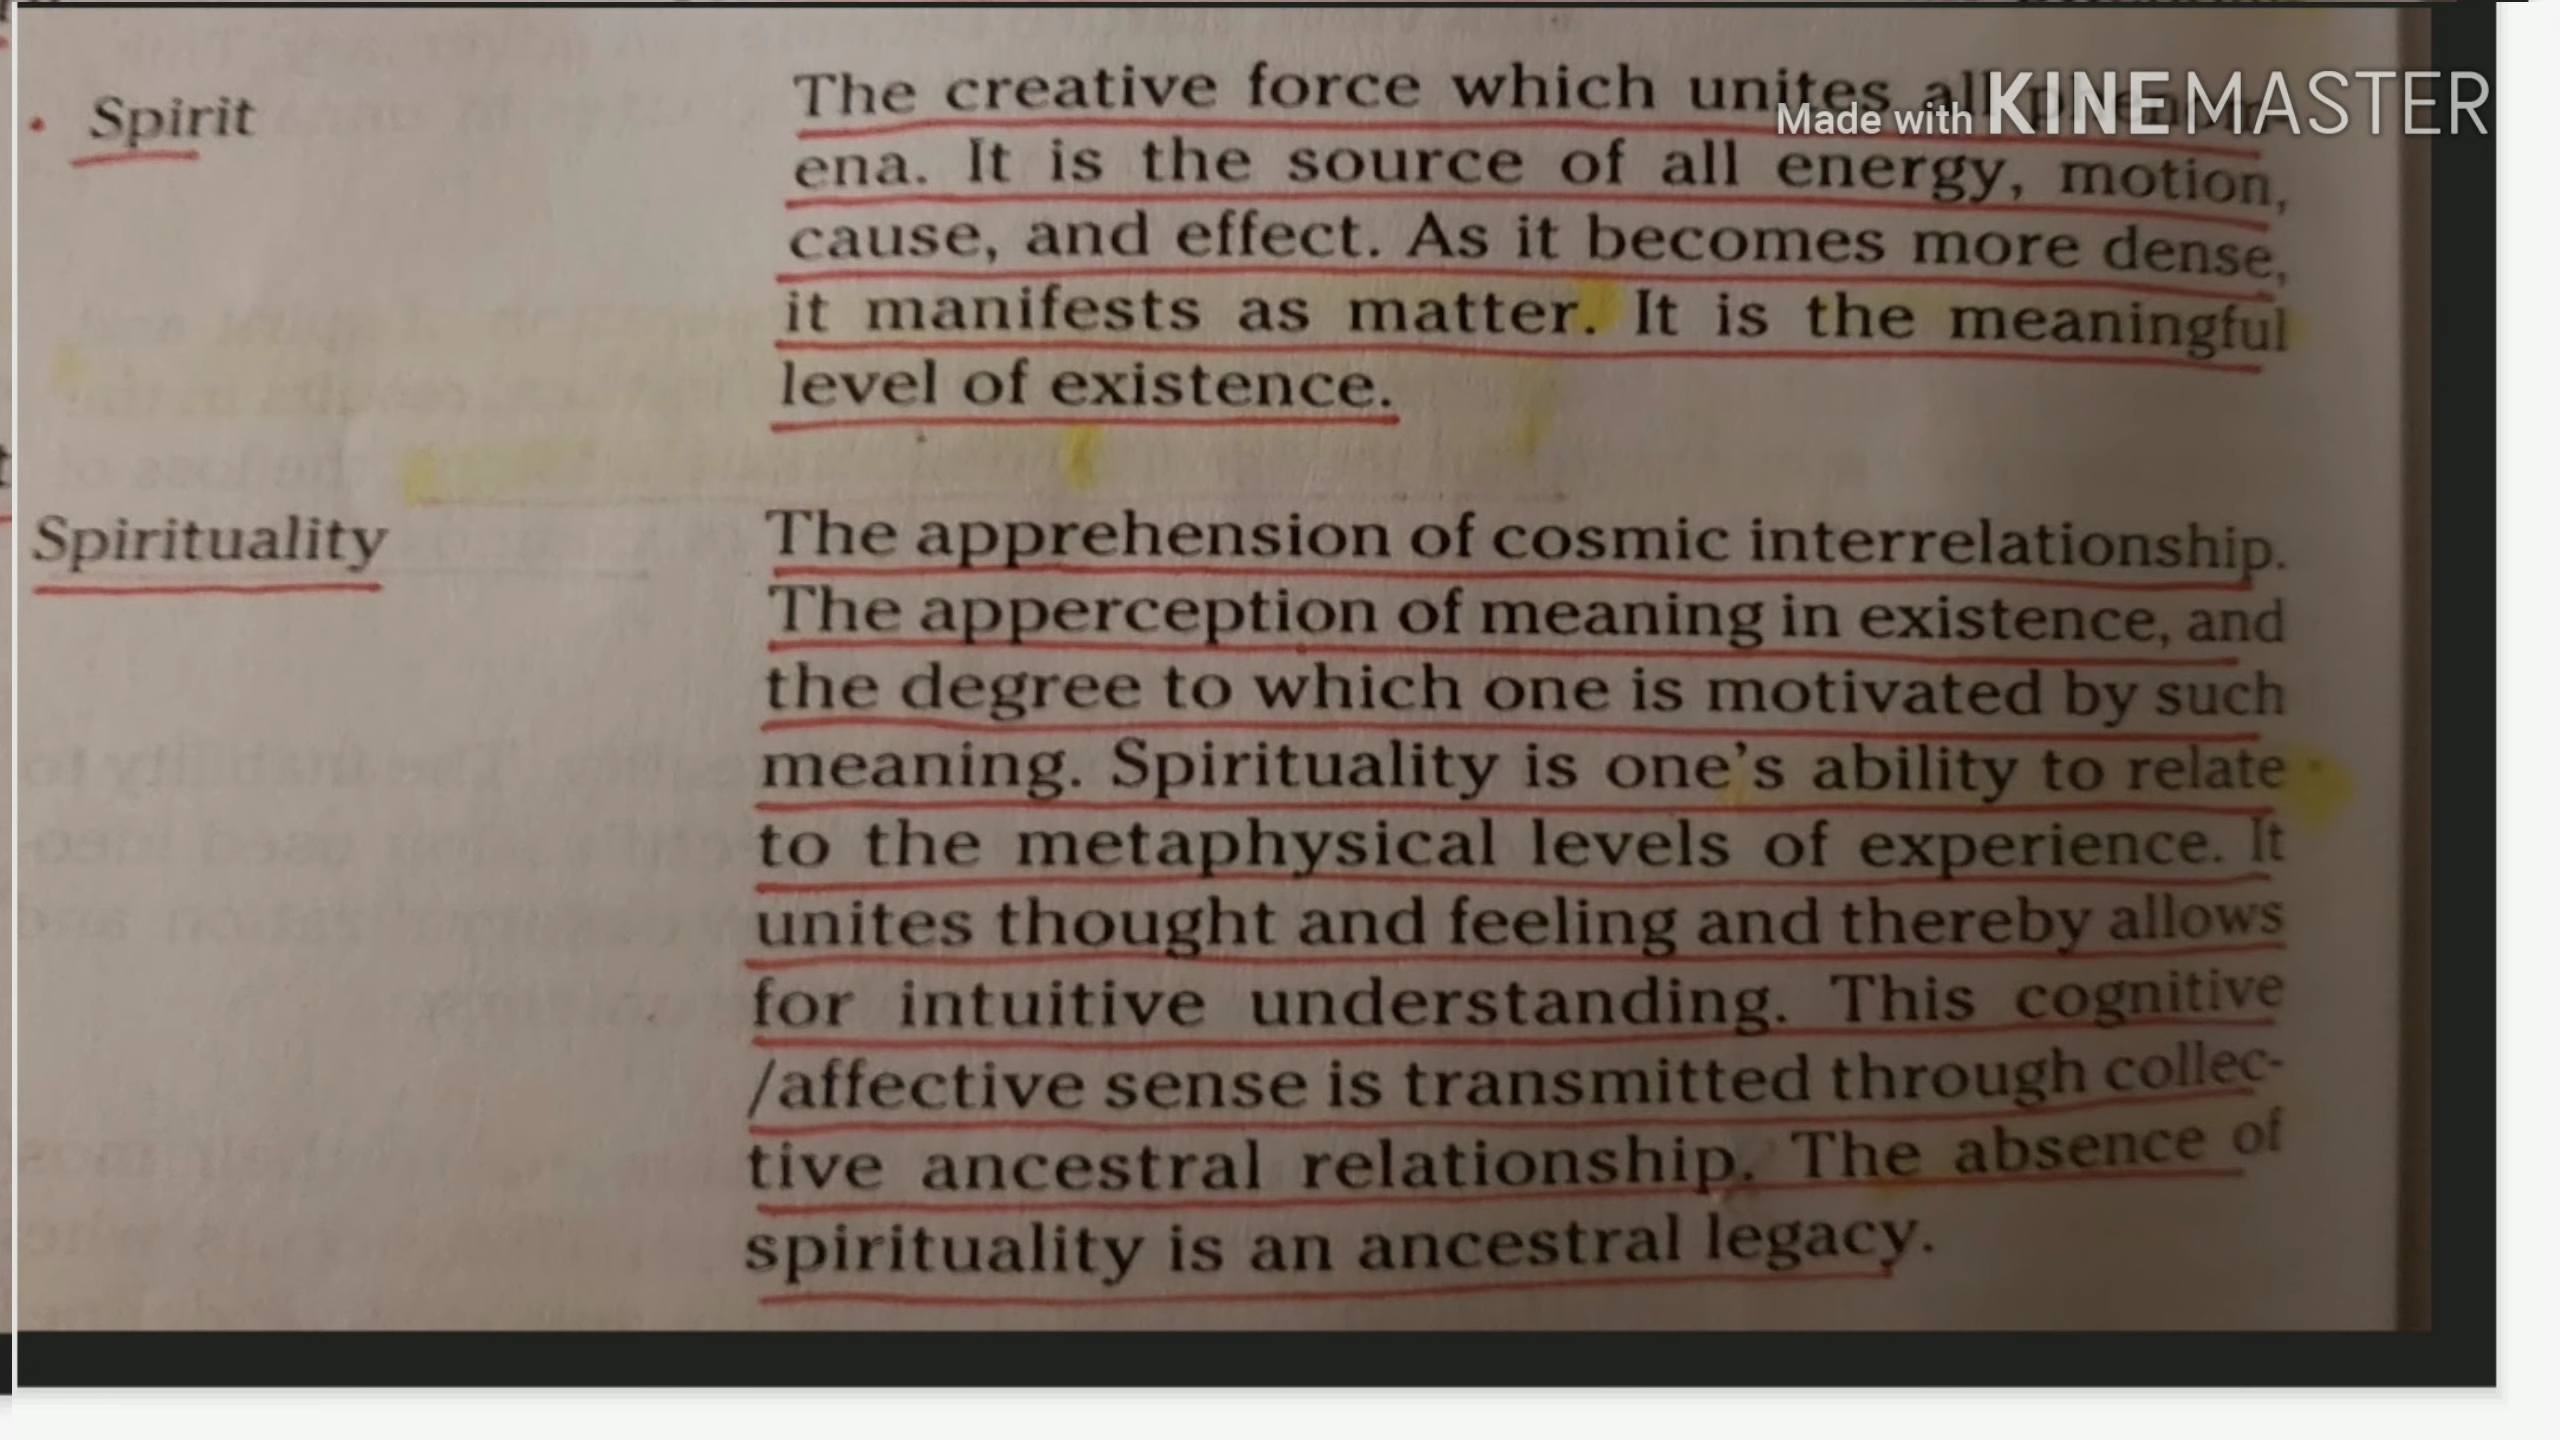 Made with KINEMASTER
Spirit
The creative force which unites all phenom-
ena. It is the source of all energy, motion,
cause, and effect. As it becomes more dense,
it manifests as matter. It is the meaningful
level of existence.
Spirituality
The apprehension of cosmic interrelationship.
The apperception of meaning in existence, and
the degree to which one is motivated by such
meaning. Spirituality is one's ability to relate
to the metaphysical levels of experience. It
unites thought and feeling and thereby allows
for intuitive understanding. This cognitive
/affective sense is transmitted through collec-
tive ancestral relationship. The absence of
spirituality is an ancestral legacy.